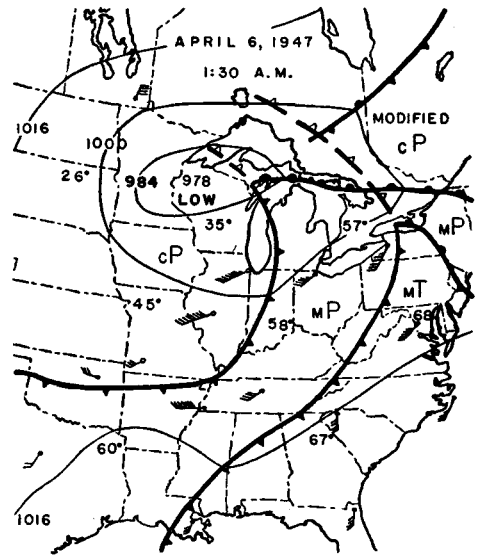 APRIL 6, 1947
1:30 A.M.
MODIFIED
cP
1016
1000
26°
984
978
LOW
35°
57°
mP
cP
mT
45°
68°
mP
58°
67°
60°
1016